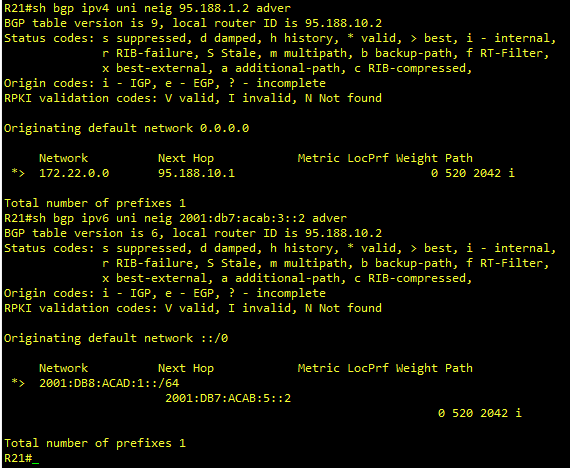 R21#sh bgp ipv4 uni neig 95.188.1.2 adver
BGP table version is 9, local router ID is 95.188.10.2
Status codes: s suppressed, d damped, h history, * valid, > best, i - internal,
              r RIB-failure, S Stale, m multipath, b backup-path, f RT-Filter,
              x best-external, a additional-path, c RIB-compressed,
Origin codes: i - IGP, e - EGP, ? - incomplete
RPKI validation codes: V valid, I invalid, N Not found

Originating default network 0.0.0.0

     Network          Next Hop            Metric LocPrf Weight Path
 *>  172.22.0.0       95.188.10.1                            0 520 2042 i

Total number of prefixes 1
R21#sh bgp ipv6 uni neig 2001:db7:acab:3::2 adver
BGP table version is 6, local router ID is 95.188.10.2
Status codes: s suppressed, d damped, h history, * valid, > best, i - internal,
              r RIB-failure, S Stale, m multipath, b backup-path, f RT-Filter,
              x best-external, a additional-path, c RIB-compressed,
Origin codes: i - IGP, e - EGP, ? - incomplete
RPKI validation codes: V valid, I invalid, N Not found

Originating default network ::/0

     Network          Next Hop            Metric LocPrf Weight Path
 *>  2001:DB8:ACAD:1::/64
                       2001:DB7:ACAB:5::2
                                                             0 520 2042 i

Total number of prefixes 1
R21#_